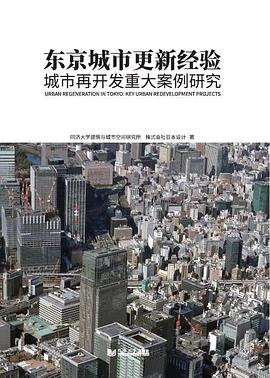 东京城市更新经验
城市再开发重大案例研究
URBAN REGENERATION IN TOKYO: KEY URBAN REDEVELOPMENT PROJECTS
同济大学建筑与城市空间研究所 株式会社日本设计 著